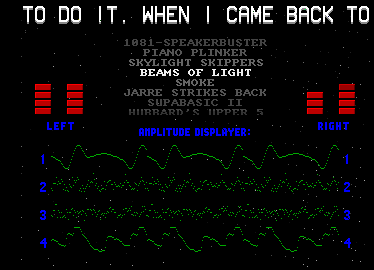 TO DO IT. WHEN I CAME BACK TO
1081-SPEAKERBUSTER
PIANO PLINKER
SKYLIGHT SKIPPERS
BEAMS OF LIGHT
SMOKE
JARRE STRIKES BACK
SUPABASIC II
HUBBARD'S UPPER 5
LEFT
RIGHT
AMPLITUDE DISPLAYER:
1 1
2 2
3 3
4 4